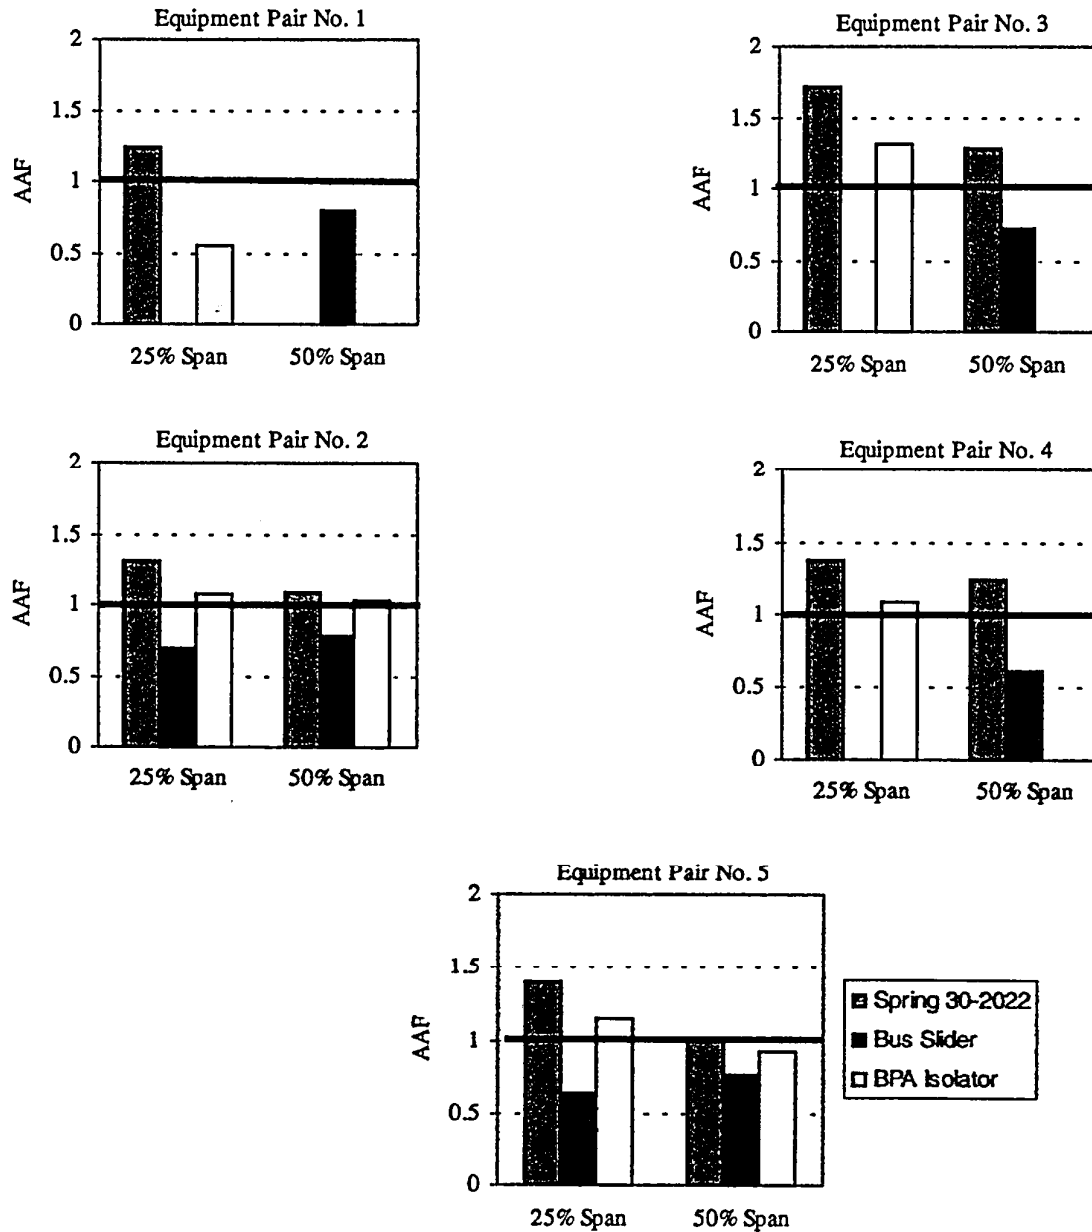 Equipment Pair No. 1
2
1.5
1
0.5
0
AAF
25% Span
50% Span
Equipment Pair No. 3
2
1.5
1
0.5
0
AAF
25% Span
50% Span
Equipment Pair No. 2
2
1.5
1
0.5
0
AAF
25% Span
50% Span
Equipment Pair No. 4
2
1.5
1
0.5
0
AAF
25% Span
50% Span
Equipment Pair No. 5
2
1.5
1
0.5
0
AAF
25% Span
50% Span
Spring 30-2022
Bus Slider
BPA Isolator